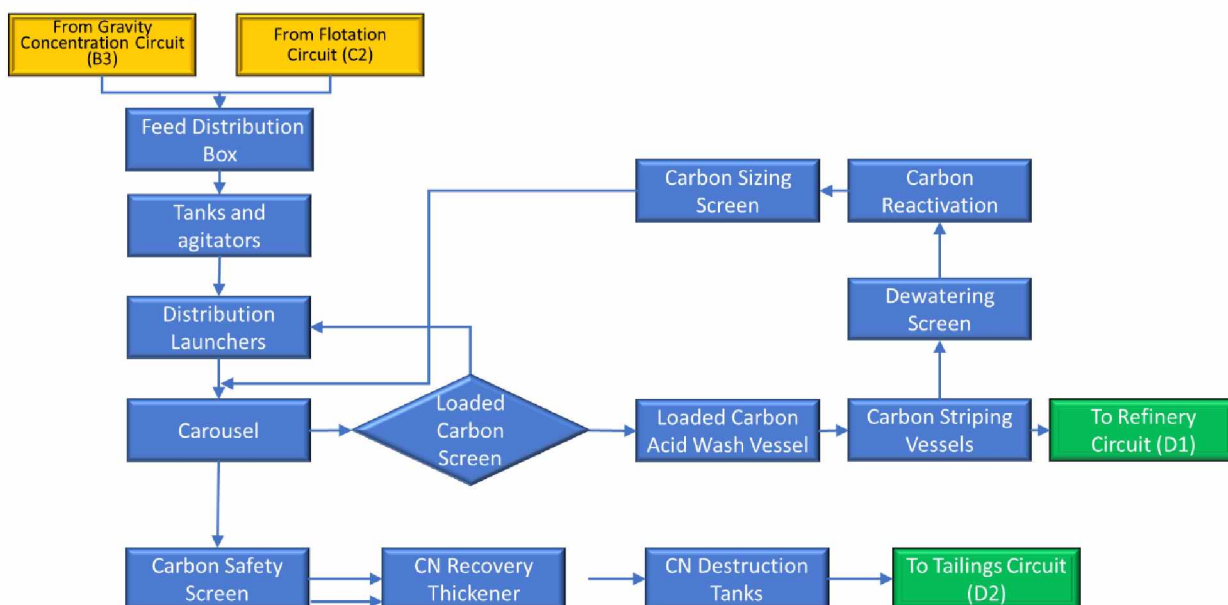 From Gravity
Concentration Circuit
(B3)
From Flotation
Circuit (C2)
Feed Distribution
Box
Carbon Sizing
Screen
Carbon
Reactivation
Tanks and
agitators
Dewatering
Screen
Distribution
Launchers
Loaded
Carbon
Screen
Carousel
Loaded Carbon
Acid Wash Vessel
Carbon Striping
Vessels
To Refinery
Circuit (D1)
Carbon Safety
Screen
CN Recovery
Thickener
CN Destruction
Tanks
To Tailings Circuit
(D2)